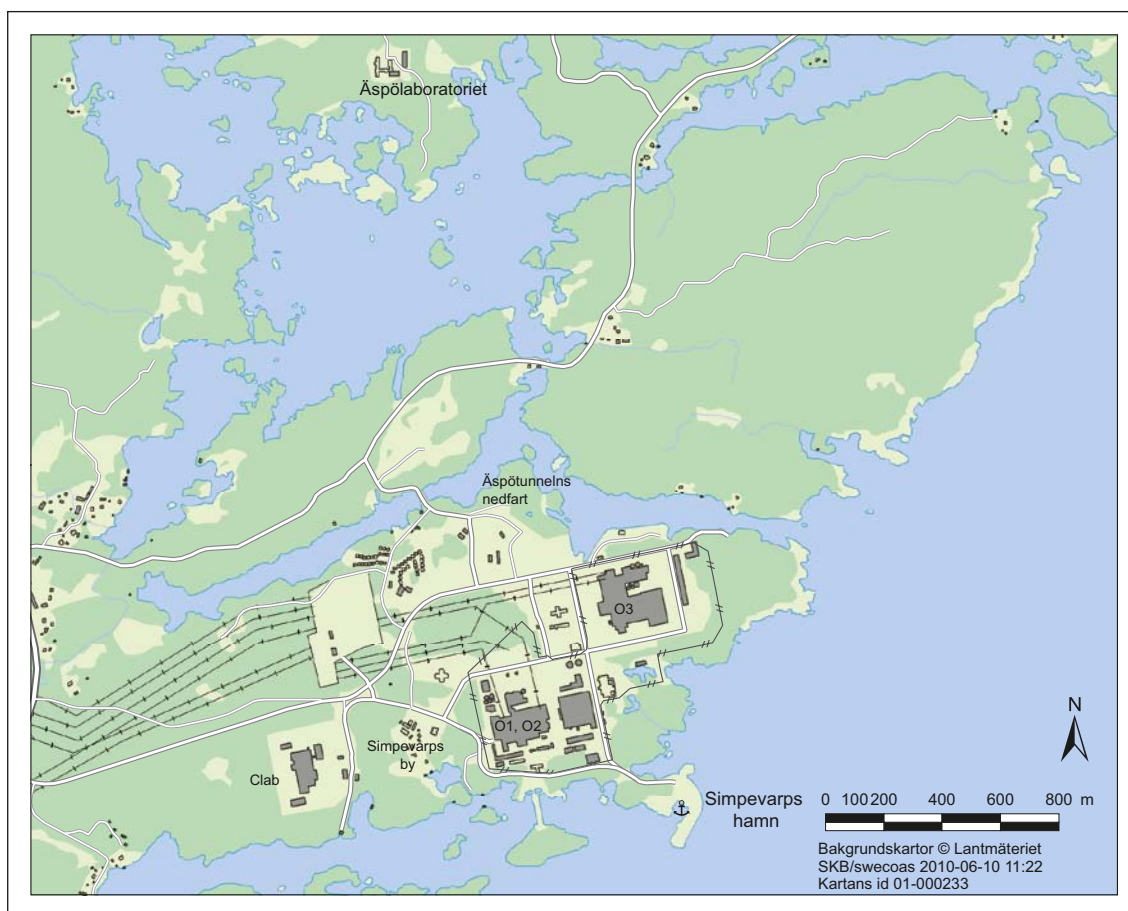 Äspölaboratoriet
Äspötunnelns
nedfart
O3
O1, O2
Simpevarps
by
Clab
N
Simpevarps
hamn
0 100 200 400 600 800 m
Bakgrundskartor © Lantmäteriet
SKB/swecoas 2010-06-10 11:22
Kartans id 01-000233